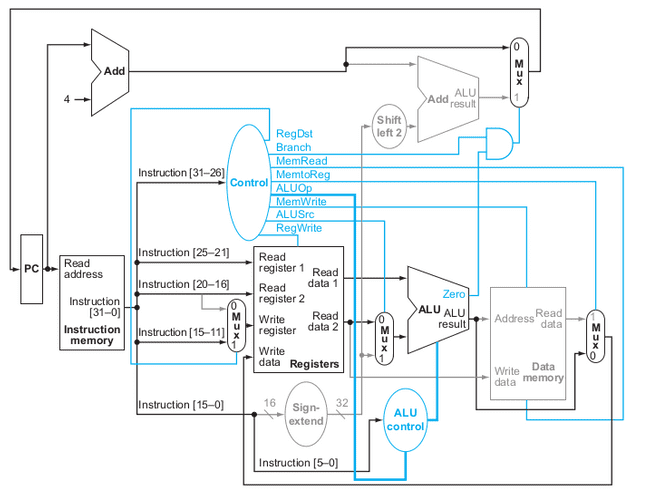 0
M
u
x
1
Add
4
Add ALU
result
Shift
left 2
RegDst
Branch
MemRead
MemtoReg
ALUOp
MemWrite
ALUSrc
RegWrite
Control
Instruction [31–26]
Instruction [25–21]
Instruction [20–16]
Instruction [15–11]
Instruction [15–0]
Instruction [5–0]
PC
Read
address
Instruction
[31–0]
Instruction
memory
0
M
u
x
1
Read
register 1
Read
register 2
Write
register
Write
data
Read
data 1
Read
data 2
Registers
0
M
u
x
1
Zero
ALU
ALU
result
Address
Read
data
Write
data
Data
memory
1
M
u
x
0
16
Sign-
extend
32
ALU
control